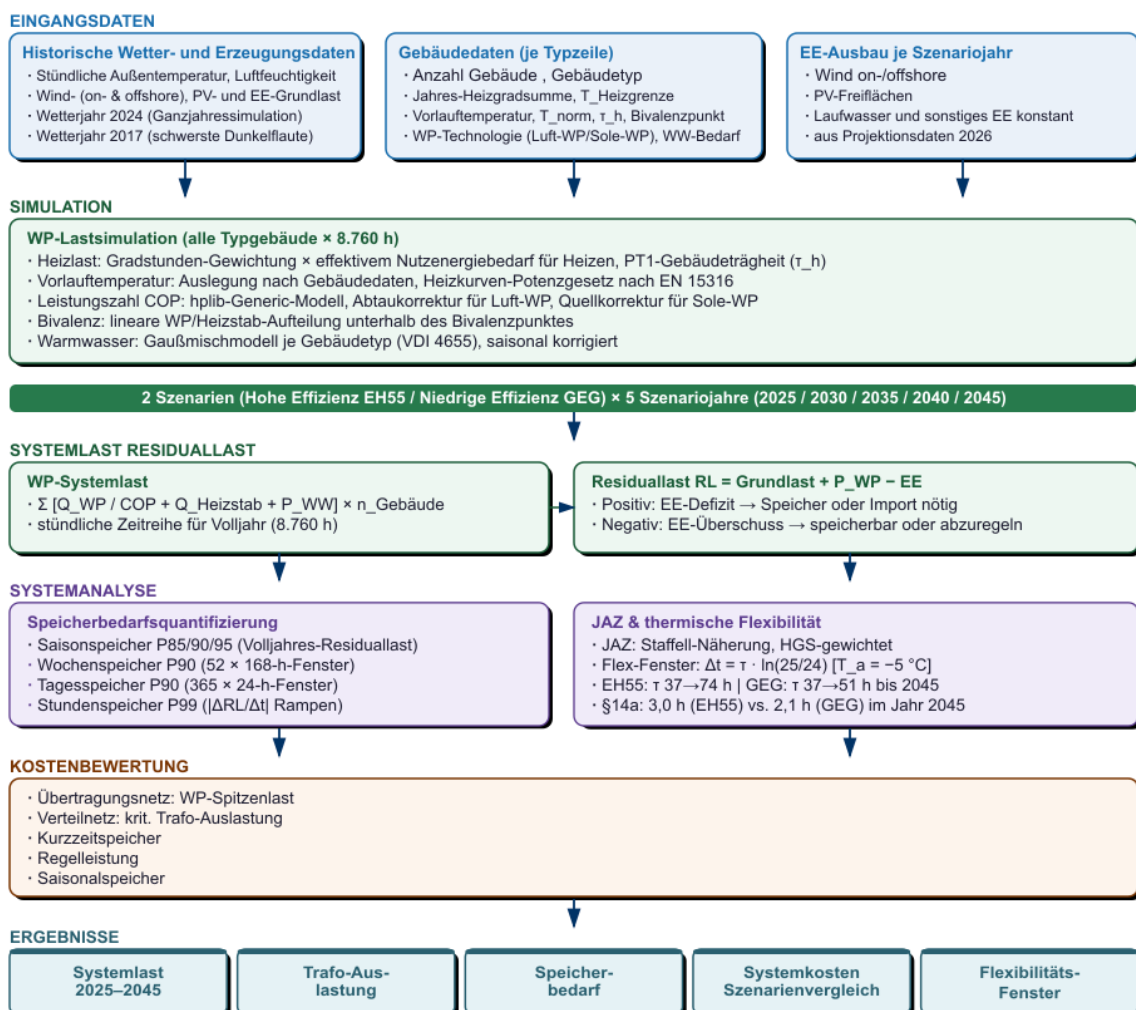 EINGANGSDATEN
Historische Wetter- und Erzeugungsdaten
· Stündliche Außentemperatur, Luftfeuchtigkeit
· Wind- (on- & offshore), PV- und EE-Grundlast
· Wetterjahr 2024 (Ganzjahressimulation)
· Wetterjahr 2017 (schwerste Dunkelflaute)
Gebäudedaten (je Typzeile)
· Anzahl Gebäude , Gebäudetyp
· Jahres-Heizgradsumme, T_Heizgrenze
· Vorlauftemperatur, T_norm, τ_h, Bivalenzpunkt
· WP-Technologie (Luft-WP/Sole-WP), WW-Bedarf
EE-Ausbau je Szenariojahr
· Wind on-/offshore
· PV-Freiflächen
· Laufwasser und sonstiges EE konstant
· aus Projektionsdaten 2026
SIMULATION
WP-Lastsimulation (alle Typgebäude × 8.760 h)
· Heizlast: Gradstunden-Gewichtung × effektivem Nutzenergiebedarf für Heizen, PT1-Gebäudeträgheit (τ_h)
· Vorlauftemperatur: Auslegung nach Gebäudedaten, Heizkurven-Potenzgesetz nach EN 15316
· Leistungszahl COP: hplib-Generic-Modell, Abtaukorrektur für Luft-WP, Quellkorrektur für Sole-WP
· Bivalenz: lineare WP/Heizstab-Aufteilung unterhalb des Bivalenzpunktes
· Warmwasser: Gaußmischmodell je Gebäudetyp (VDI 4655), saisonal korrigiert
2 Szenarien (Hohe Effizienz EH55 / Niedrige Effizienz GEG) × 5 Szenariojahre (2025 / 2030 / 2035 / 2040 / 2045)
SYSTEMLAST RESIDUALLAST
WP-Systemlast
· Σ [Q_WP / COP + Q_Heizstab + P_WW] × n_Gebäude
· stündliche Zeitreihe für Volljahr (8.760 h)
Residuallast RL = Grundlast + P_WP − EE
· Positiv: EE-Defizit → Speicher oder Import nötig
· Negativ: EE-Überschuss → speicherbar oder abzuregeln
SYSTEMANALYSE
Speicherbedarfsquantifizierung
· Saisonspeicher P85/90/95 (Volljahres-Residuallast)
· Wochenspeicher P90 (52 × 168-h-Fenster)
· Tagesspeicher P90 (365 × 24-h-Fenster)
· Stundenspeicher P99 (|ΔRL/Δt| Rampen)
JAZ & thermische Flexibilität
· JAZ: Staffell-Näherung, HGS-gewichtet
· Flex-Fenster: Δt = τ · ln(25/24) [T_a = −5 °C]
· EH55: τ 37→74 h | GEG: τ 37→51 h bis 2045
· §14a: 3,0 h (EH55) vs. 2,1 h (GEG) im Jahr 2045
KOSTENBEWERTUNG
· Übertragungsnetz: WP-Spitzenlast
· Verteilnetz: krit. Trafo-Auslastung
· Kurzzeitspeicher
· Regelleistung
· Saisonalspeicher
ERGEBNISSE
Systemlast
2025–2045
Trafo-Aus-
lastung
Speicher-
bedarf
Systemkosten
Szenarienvergleich
Flexibilitäts-
Fenster